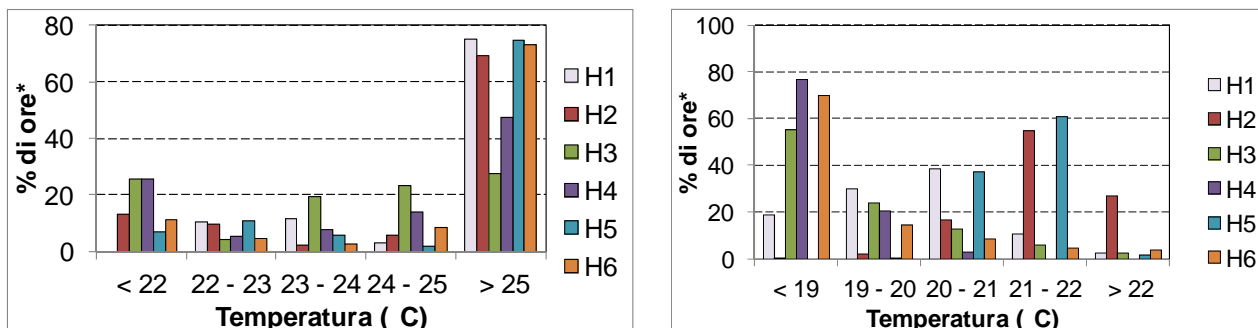 80
60
40
20
0
% di ore*
< 22 22 - 23 23 - 24 24 - 25 > 25
Temperatura ( C)
H1
H2
H3
H4
H5
H6
100
80
60
40
20
0
% di ore*
< 19 19 - 20 20 - 21 21 - 22 > 22
Temperatura ( C)
H1
H2
H3
H4
H5
H6